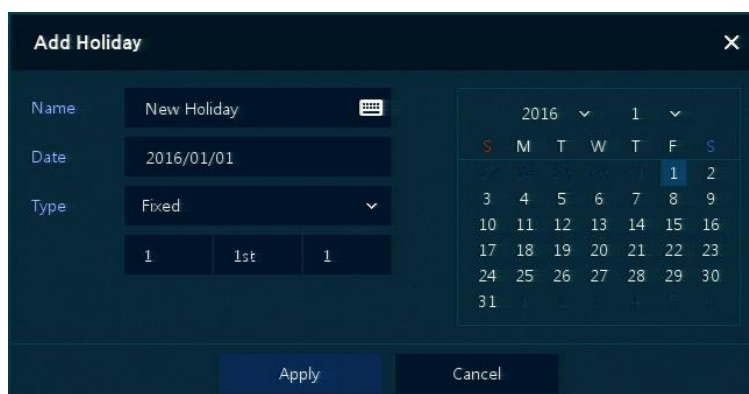 Add Holiday
Name New Holiday
Date 2016/01/01
Type Fixed
1 1st 1
2016 1
S M T W T F S
1 2
3 4 5 6 7 8 9
10 11 12 13 14 15 16
17 18 19 20 21 22 23
24 25 26 27 28 29 30
31
Apply Cancel